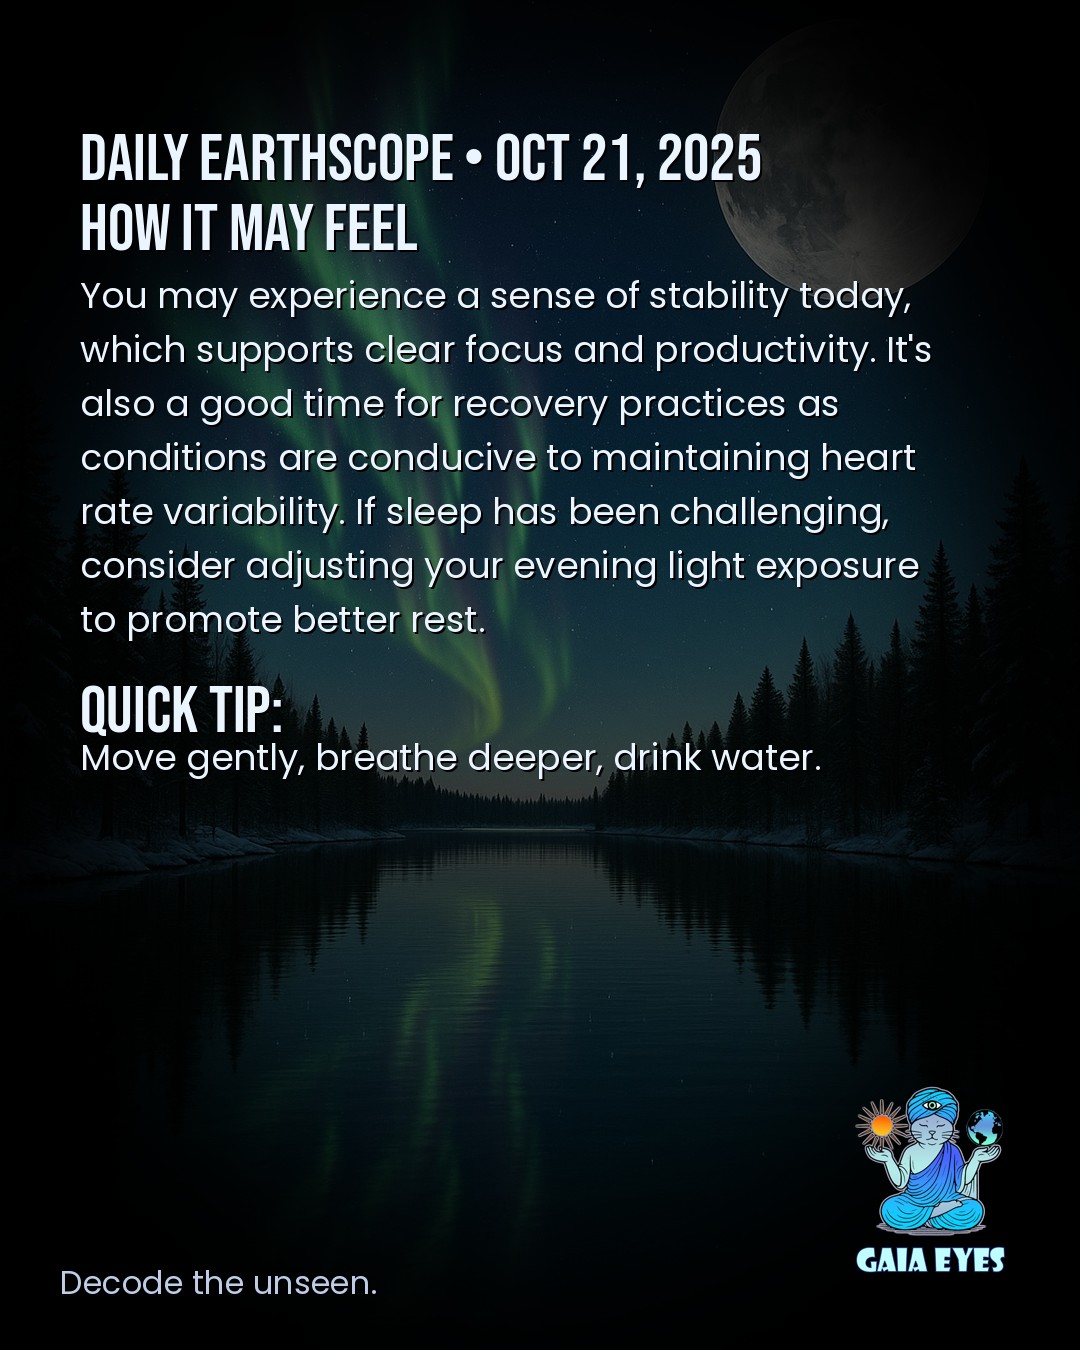 DAILY EARTHSCOPE • OCT 21, 2025
HOW IT MAY FEEL
You may experience a sense of stability today,
which supports clear focus and productivity. It's
also a good time for recovery practices as
conditions are conducive to maintaining heart
rate variability. If sleep has been challenging,
consider adjusting your evening light exposure
to promote better rest.
QUICK TIP:
Move gently, breathe deeper, drink water.
GAIA EYES
Decode the unseen.